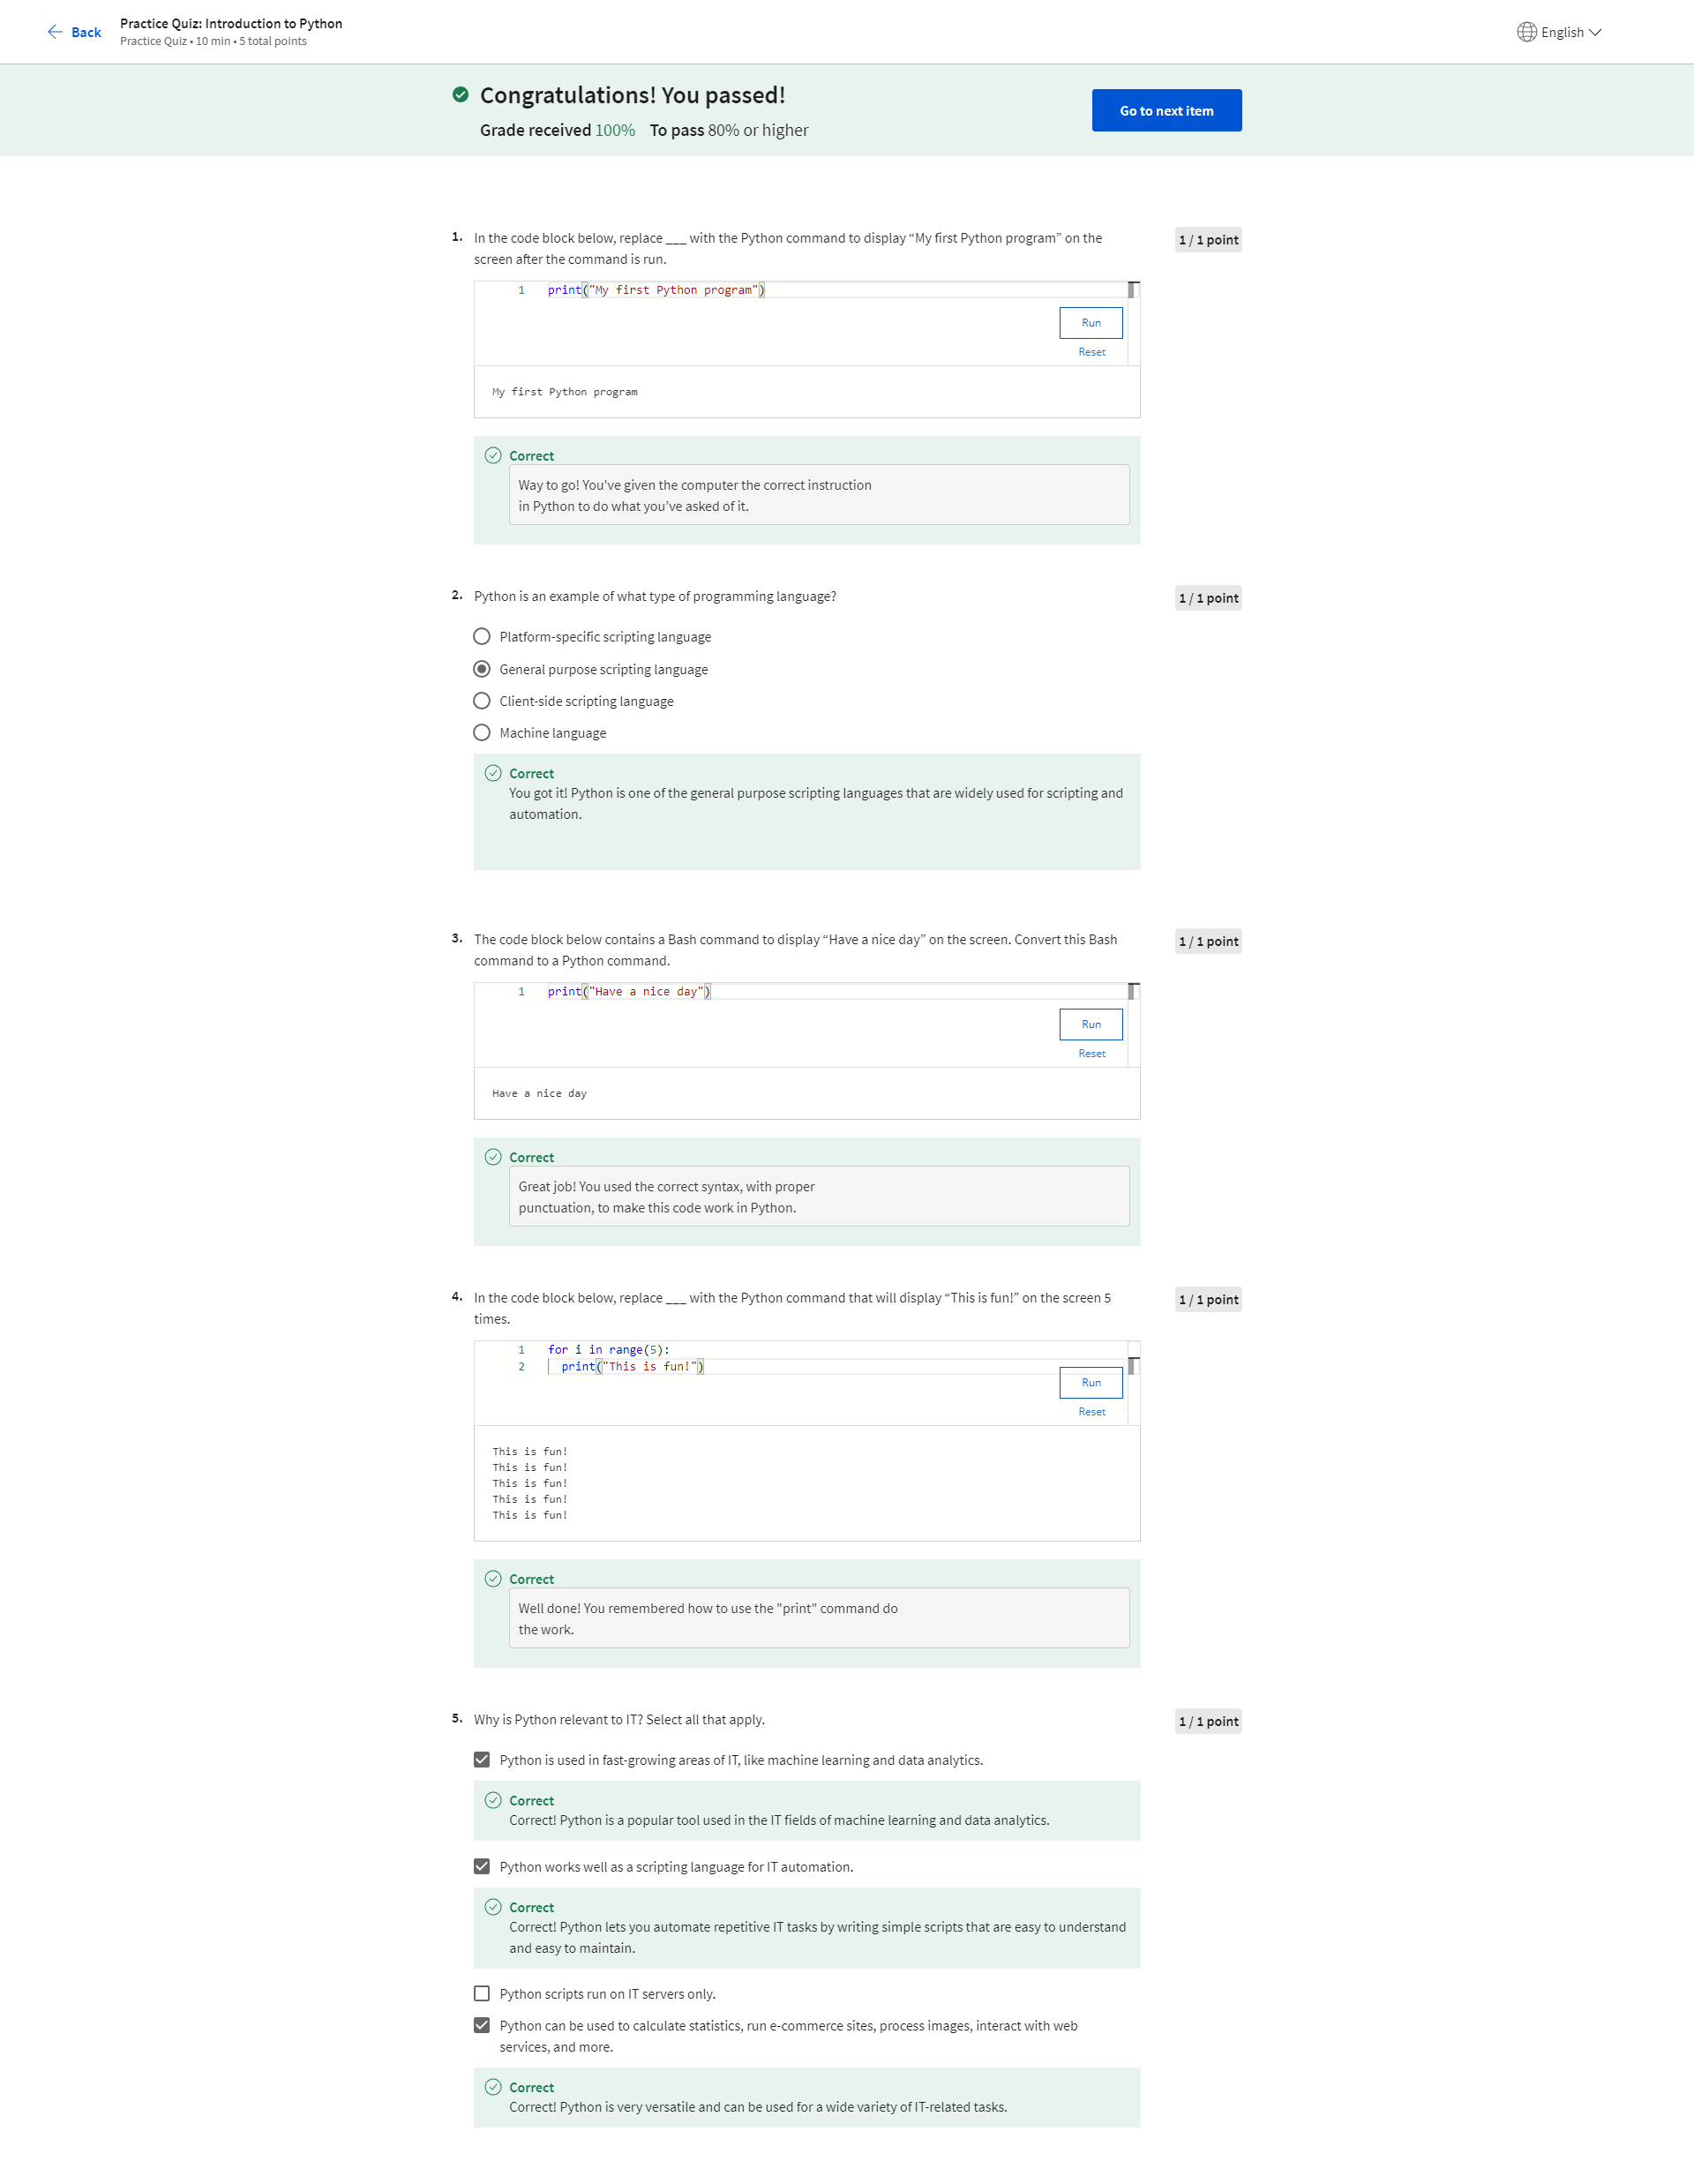 Back
Practice Quiz: Introduction to Python
Practice Quiz • 10 min • 5 total points
English
Congratulations! You passed!
Grade received 100% To pass 80% or higher
Go to next item
1. In the code block below, replace ___ with the Python command to display “My first Python program” on the
screen after the command is run.
1 / 1 point
1 print("My first Python program")
Run
Reset
My first Python program
Correct
Way to go! You've given the computer the correct instruction
in Python to do what you’ve asked of it.
2. Python is an example of what type of programming language?
1 / 1 point
Platform-specific scripting language
General purpose scripting language
Client-side scripting language
Machine language
Correct
You got it! Python is one of the general purpose scripting languages that are widely used for scripting and
automation.
3. The code block below contains a Bash command to display “Have a nice day” on the screen. Convert this Bash
command to a Python command.
1 / 1 point
1 print("Have a nice day")
Run
Reset
Have a nice day
Correct
Great job! You used the correct syntax, with proper
punctuation, to make this code work in Python.
4. In the code block below, replace ___ with the Python command that will display “This is fun!” on the screen 5
times.
1 / 1 point
1 for i in range(5):
2 print("This is fun!")
Run
Reset
This is fun!
This is fun!
This is fun!
This is fun!
This is fun!
Correct
Well done! You remembered how to use the "print" command do
the work.
5. Why is Python relevant to IT? Select all that apply.
1 / 1 point
Python is used in fast-growing areas of IT, like machine learning and data analytics.
Correct
Correct! Python is a popular tool used in the IT fields of machine learning and data analytics.
Python works well as a scripting language for IT automation.
Correct
Correct! Python lets you automate repetitive IT tasks by writing simple scripts that are easy to understand
and easy to maintain.
Python scripts run on IT servers only.
Python can be used to calculate statistics, run e-commerce sites, process images, interact with web
services, and more.
Correct
Correct! Python is very versatile and can be used for a wide variety of IT-related tasks.